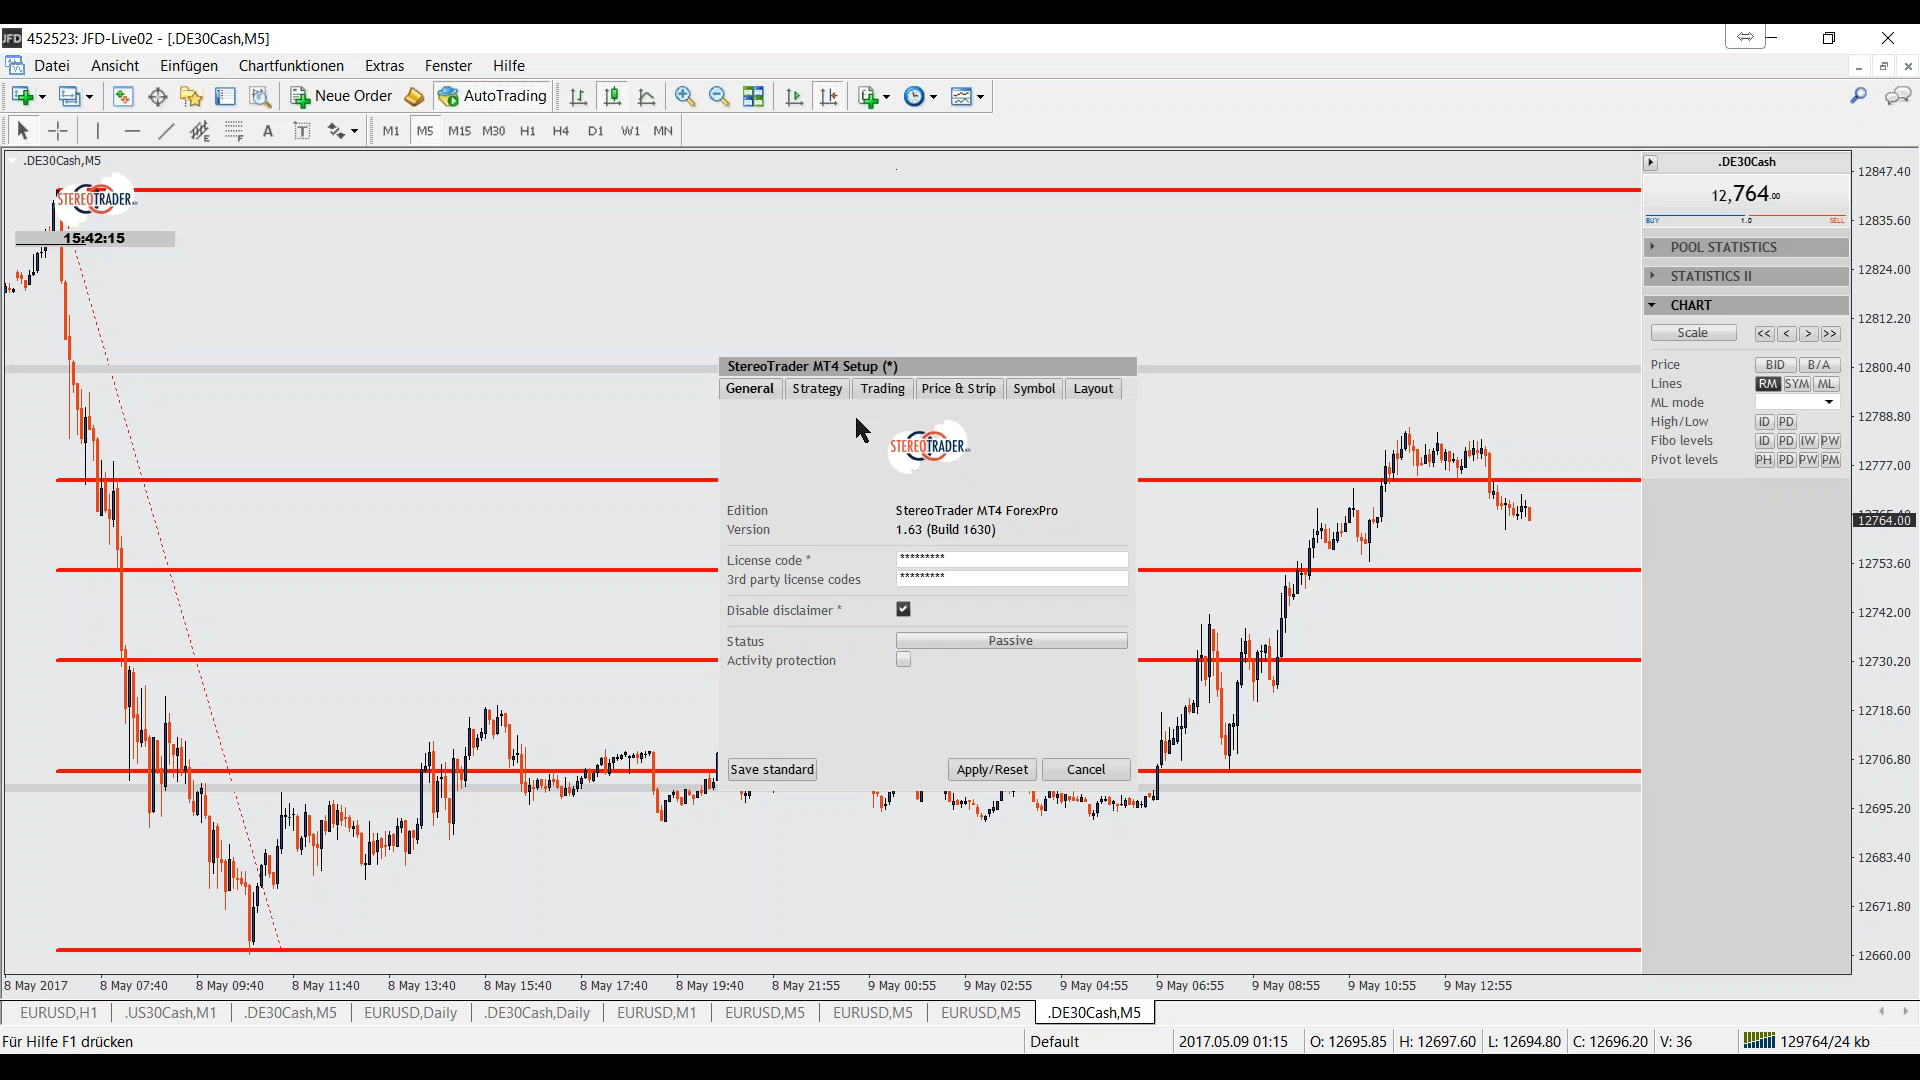 JFD 452523: JFD-Live02 - [.DE30Cash,M5]
Datei Ansicht Einfügen Chartfunktionen Extras Fenster Hilfe
Neue Order AutoTrading
A T M1 M5 M15 M30 H1 H4 D1 W1 MN
.DE30Cash,M5
STEREOTRADER
15:42:15
.DE30Cash
12,764.00
BUY 1.0 SELL
POOL STATISTICS
STATISTICS II
CHART
Scale << < > >>
Price BID B/A
Lines RM SYM ML
ML mode
High/Low ID PD
Fibo levels ID PD IW PW
Pivot levels PH PD PW PM
12847.40
12835.60
12824.00
12812.20
12800.40
12788.80
12777.00
12764.00
12753.60
12742.00
12730.20
12718.60
12706.80
12695.20
12683.40
12671.80
12660.00
StereoTrader MT4 Setup (*)
General Strategy Trading Price & Strip Symbol Layout
STEREOTRADER
Edition StereoTrader MT4 ForexPro
Version 1.63 (Build 1630)
License code * *********
3rd party license codes *********
Disable disclaimer *
Status Passive
Activity protection
Save standard Apply/Reset Cancel
8 May 2017 8 May 07:40 8 May 09:40 8 May 11:40 8 May 13:40 8 May 15:40 8 May 17:40 8 May 19:40 8 May 21:55 9 May 00:55 9 May 02:55 9 May 04:55 9 May 06:55 9 May 08:55 9 May 10:55 9 May 12:55
EURUSD,H1 .US30Cash,M1 .DE30Cash,M5 EURUSD,Daily .DE30Cash,Daily EURUSD,M1 EURUSD,M5 EURUSD,M5 EURUSD,M5 .DE30Cash,M5
Für Hilfe F1 drücken Default 2017.05.09 01:15 O: 12695.85 H: 12697.60 L: 12694.80 C: 12696.20 V: 36 129764/24 kb